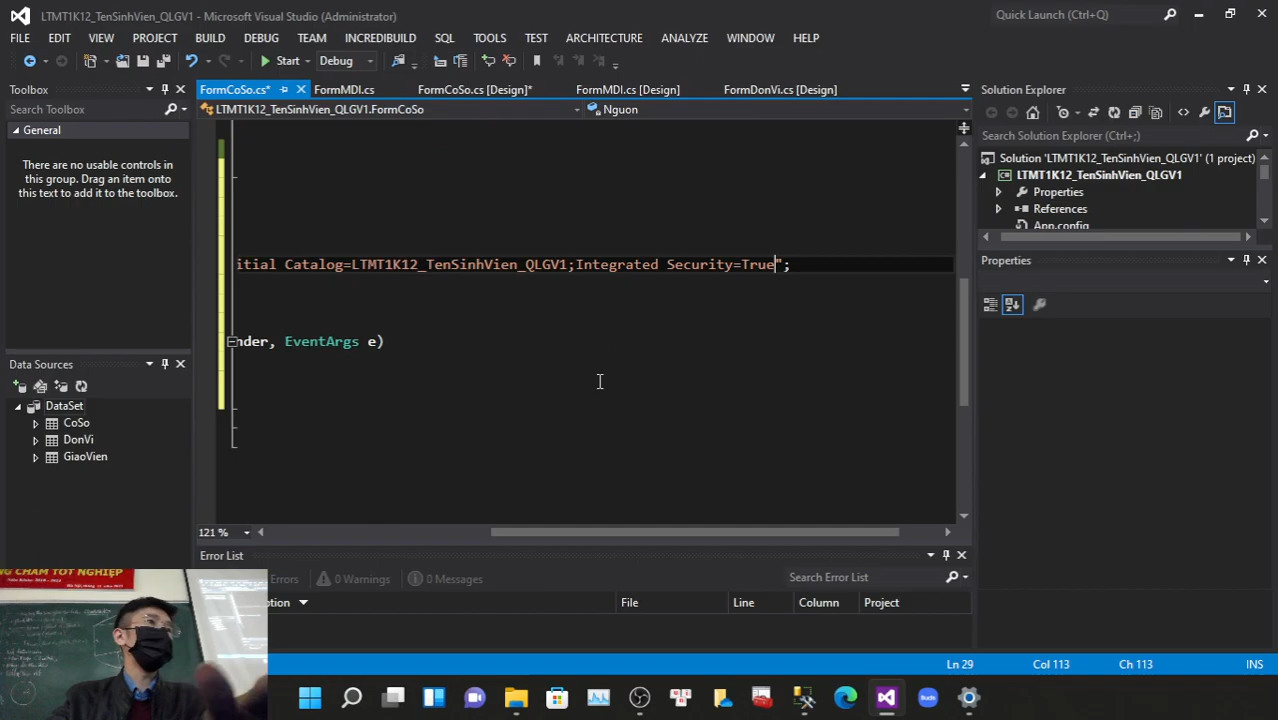 LTMT1K12_TenSinhVien_QLGV1 - Microsoft Visual Studio (Administrator)
Quick Launch (Ctrl+Q)
FILE EDIT VIEW PROJECT BUILD DEBUG TEAM INCREDIBUILD SQL TOOLS TEST ARCHITECTURE ANALYZE WINDOW HELP
Start Debug
Toolbox
FormCoSo.cs* FormMDI.cs FormCoSo.cs [Design]* FormMDI.cs [Design] FormDonVi.cs [Design]
Solution Explorer
Search Toolbox
LTMT1K12_TenSinhVien_QLGV1.FormCoSo
Nguon
General
There are no usable controls in
this group. Drag an item onto
this text to add it to the toolbox.
Search Solution Explorer (Ctrl+;)
Solution 'LTMT1K12_TenSinhVien_QLGV1' (1 project)
LTMT1K12_TenSinhVien_QLGV1
Properties
References
App.config
itial Catalog=LTMT1K12_TenSinhVien_QLGV1;Integrated Security=True";
nder, EventArgs e)
Properties
Data Sources
DataSet
CoSo
DonVi
GiaoVien
121 %
Error List
Errors 0 Warnings 0 Messages
Search Error List
ption File Line Column Project
NG CHẤM TỐT NGHIỆP
Ln 29 Col 113 Ch 113 INS